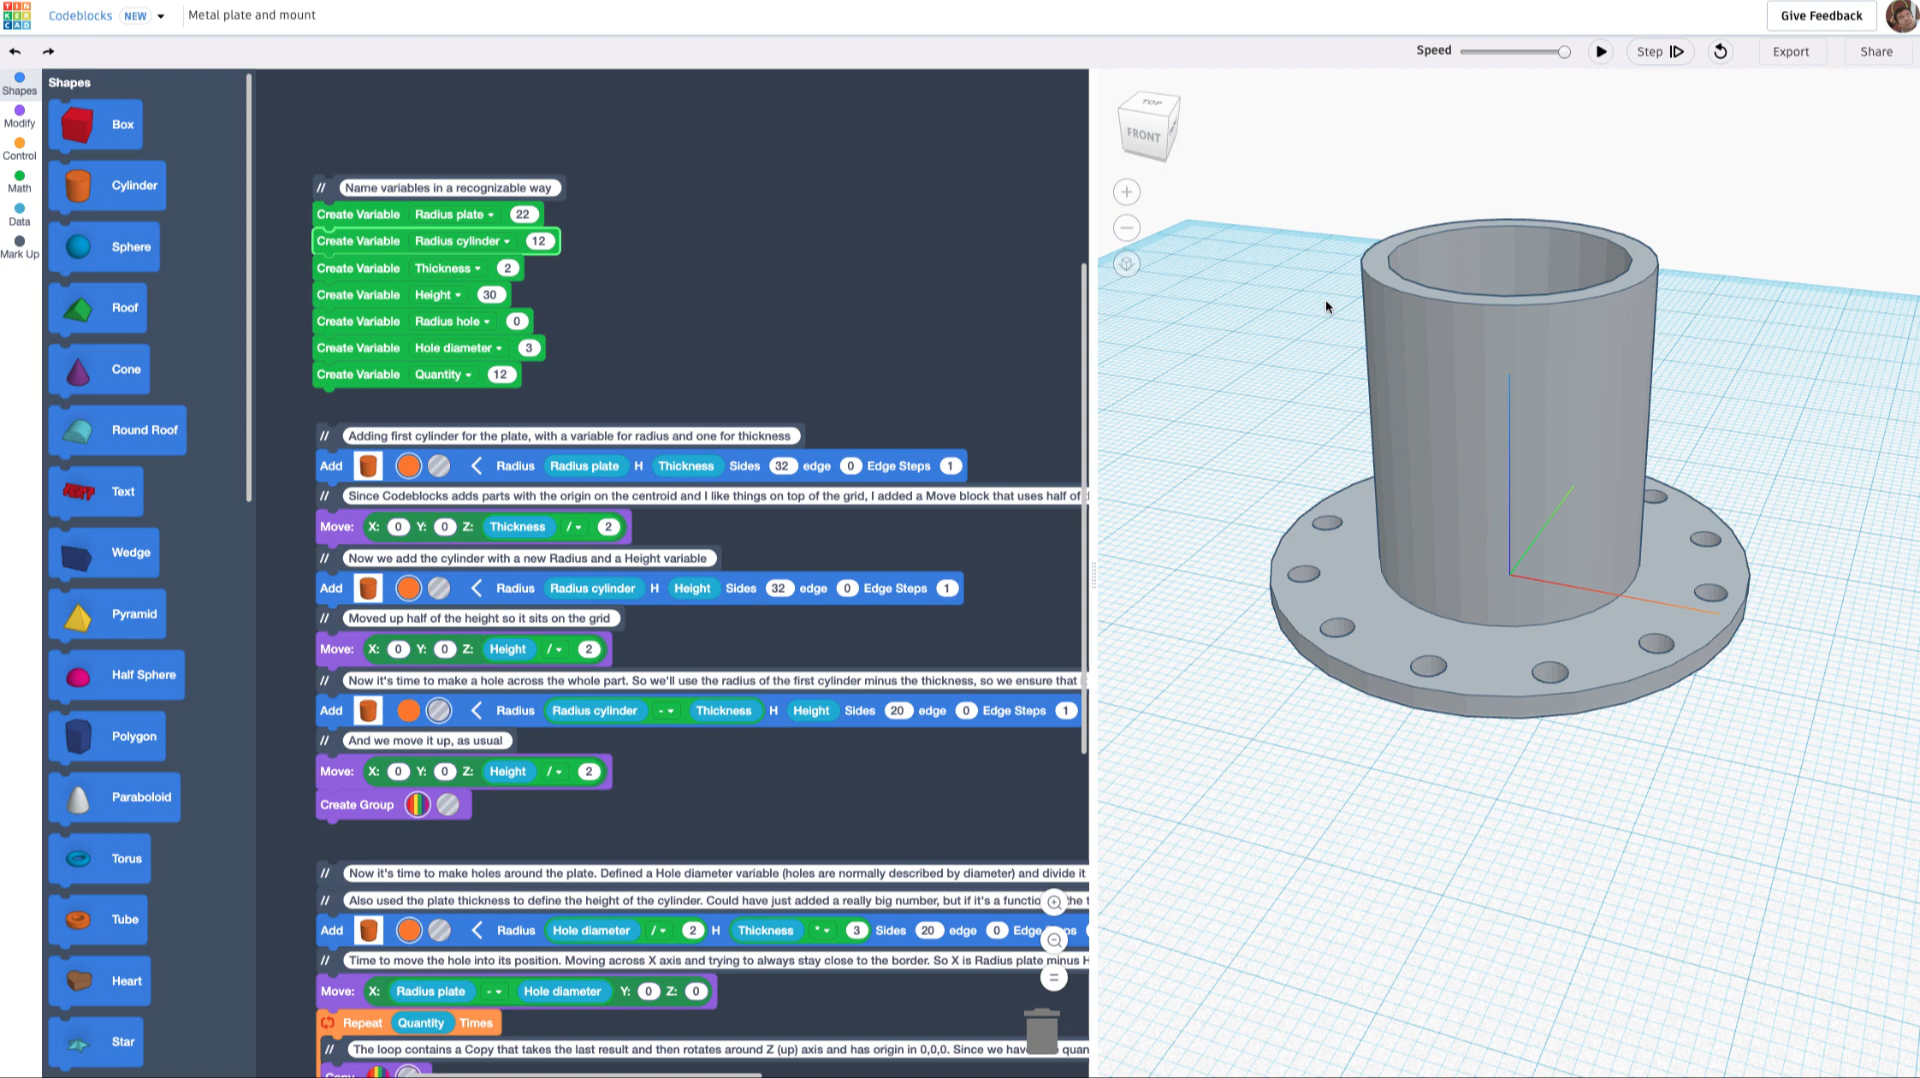 TIN
KER
CAD
Codeblocks NEW Metal plate and mount Give Feedback
Speed Step Export Share
Shapes
Modify
Control
Math
Data
Mark Up
Shapes
Box
Cylinder
Sphere
Roof
Cone
Round Roof
Text
Wedge
Pyramid
Half Sphere
Polygon
Paraboloid
Torus
Tube
Heart
Star
// Name variables in a recognizable way
Create Variable Radius plate 22
Create Variable Radius cylinder 12
Create Variable Thickness 2
Create Variable Height 30
Create Variable Radius hole 0
Create Variable Hole diameter 3
Create Variable Quantity 12
// Adding first cylinder for the plate, with a variable for radius and one for thickness
Add Radius Radius plate H Thickness Sides 32 edge 0 Edge Steps 1
// Since Codeblocks adds parts with the origin on the centroid and I like things on top of the grid, I added a Move block that uses half of
Move: X: 0 Y: 0 Z: Thickness / 2
// Now we add the cylinder with a new Radius and a Height variable
Add Radius Radius cylinder H Height Sides 32 edge 0 Edge Steps 1
// Moved up half of the height so it sits on the grid
Move: X: 0 Y: 0 Z: Height / 2
// Now it's time to make a hole across the whole part. So we'll use the radius of the first cylinder minus the thickness, so we ensure that
Add Radius Radius cylinder - Thickness H Height Sides 20 edge 0 Edge Steps 1
// And we move it up, as usual
Move: X: 0 Y: 0 Z: Height / 2
Create Group
// Now it's time to make holes around the plate. Defined a Hole diameter variable (holes are normally described by diameter) and divide it
// Also used the plate thickness to define the height of the cylinder. Could have just added a really big number, but if it's a functio the
Add Radius Hole diameter / 2 H Thickness * 3 Sides 20 edge 0 Edge
// Time to move the hole into its position. Moving across X axis and trying to always stay close to the border. So X is Radius plate minus H
Move: X: Radius plate - Hole diameter Y: 0 Z: 0
Repeat Quantity Times
// The loop contains a Copy that takes the last result and then rotates around Z (up) axis and has origin in 0,0,0. Since we hav quan
Copy
TOP
FRONT